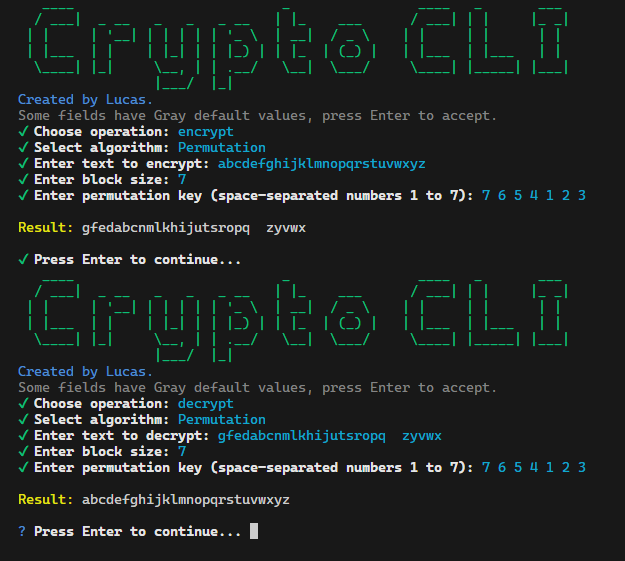 Crypto CLI
Created by Lucas.
Some fields have Gray default values, press Enter to accept.
✓ Choose operation: encrypt
✓ Select algorithm: Permutation
✓ Enter text to encrypt: abcdefghijklmnopqrstuvwxyz
✓ Enter block size: 7
✓ Enter permutation key (space-separated numbers 1 to 7): 7 6 5 4 1 2 3
Result: gfedabcnmlkhijutsropq  zyvwx
✓ Press Enter to continue...
Crypto CLI
Created by Lucas.
Some fields have Gray default values, press Enter to accept.
✓ Choose operation: decrypt
✓ Select algorithm: Permutation
✓ Enter text to decrypt: gfedabcnmlkhijutsropq  zyvwx
✓ Enter block size: 7
✓ Enter permutation key (space-separated numbers 1 to 7): 7 6 5 4 1 2 3
Result: abcdefghijklmnopqrstuvwxyz
? Press Enter to continue...